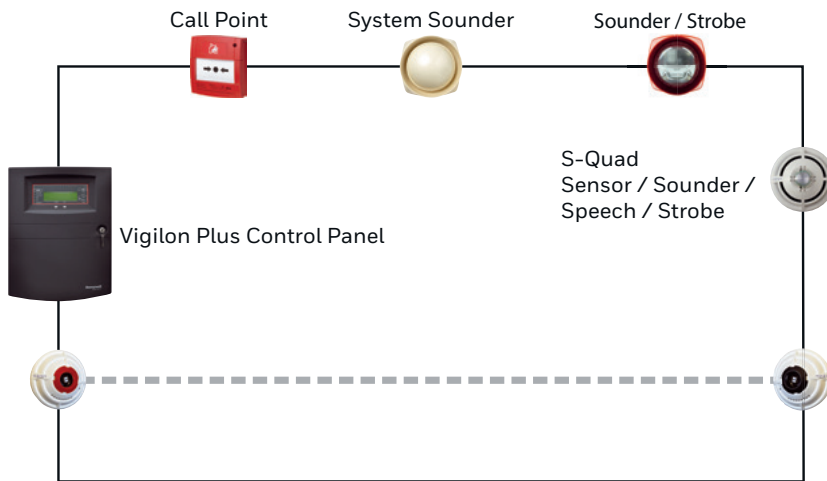 Call Point
System Sounder
Sounder / Strobe
S-Quad
Sensor / Sounder /
Speech / Strobe
Vigilon Plus Control Panel